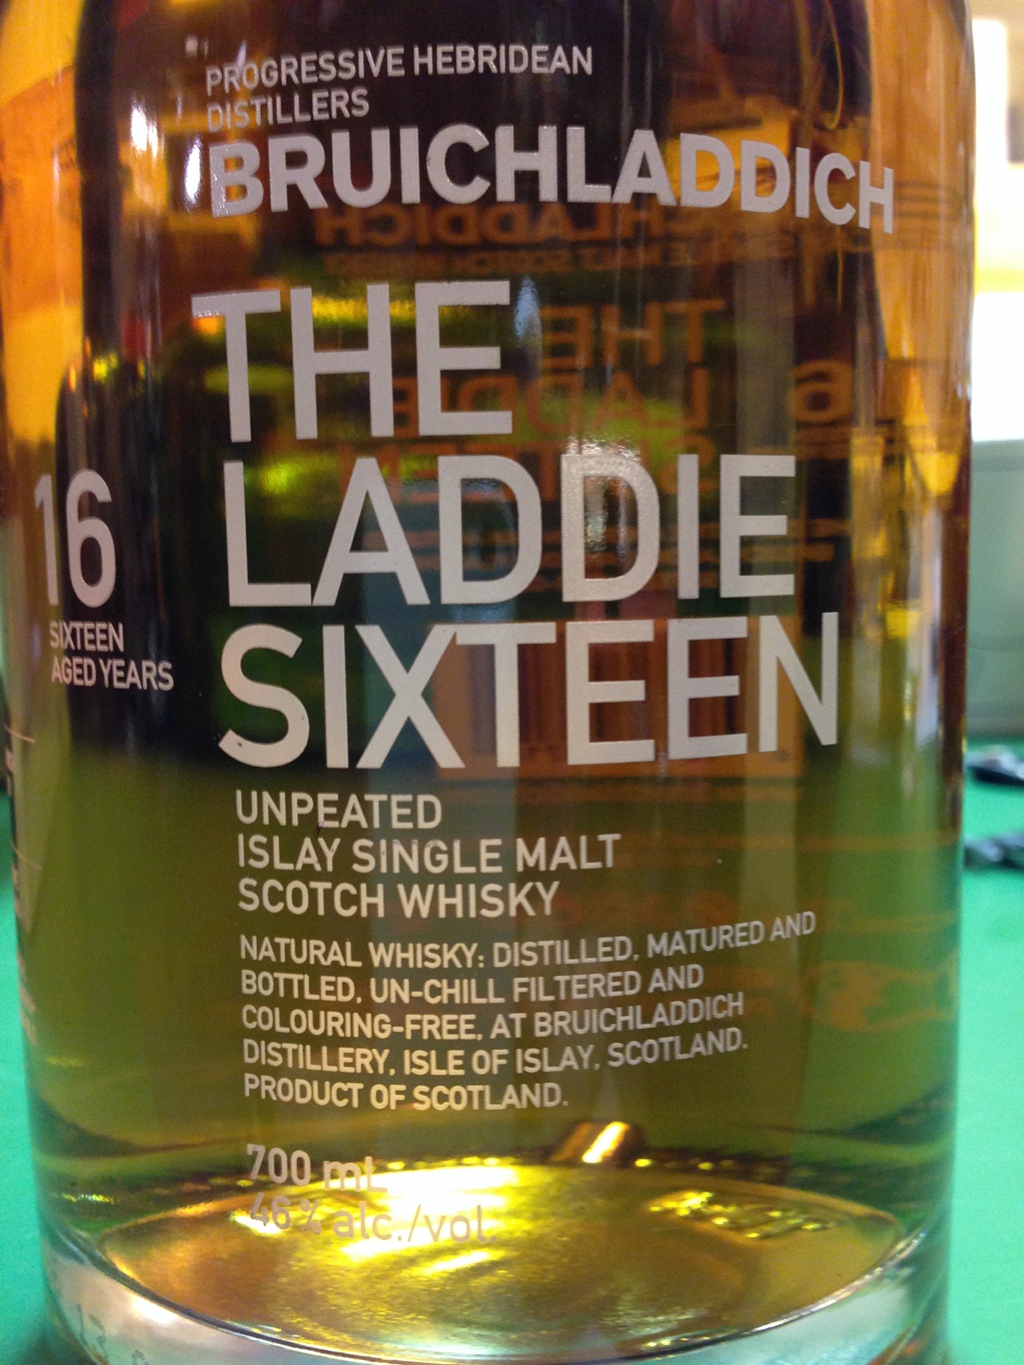 PROGRESSIVE HEBRIDEAN
DISTILLERS
BRUICHLADDICH
THE
LADDIE
SIXTEEN
16
SIXTEEN
AGED YEARS
UNPEATED
ISLAY SINGLE MALT
SCOTCH WHISKY
NATURAL WHISKY: DISTILLED, MATURED AND
BOTTLED, UN-CHILL FILTERED AND
COLOURING-FREE, AT BRUICHLADDICH
DISTILLERY, ISLE OF ISLAY, SCOTLAND.
PRODUCT OF SCOTLAND.
700 mL
46% alc./vol.